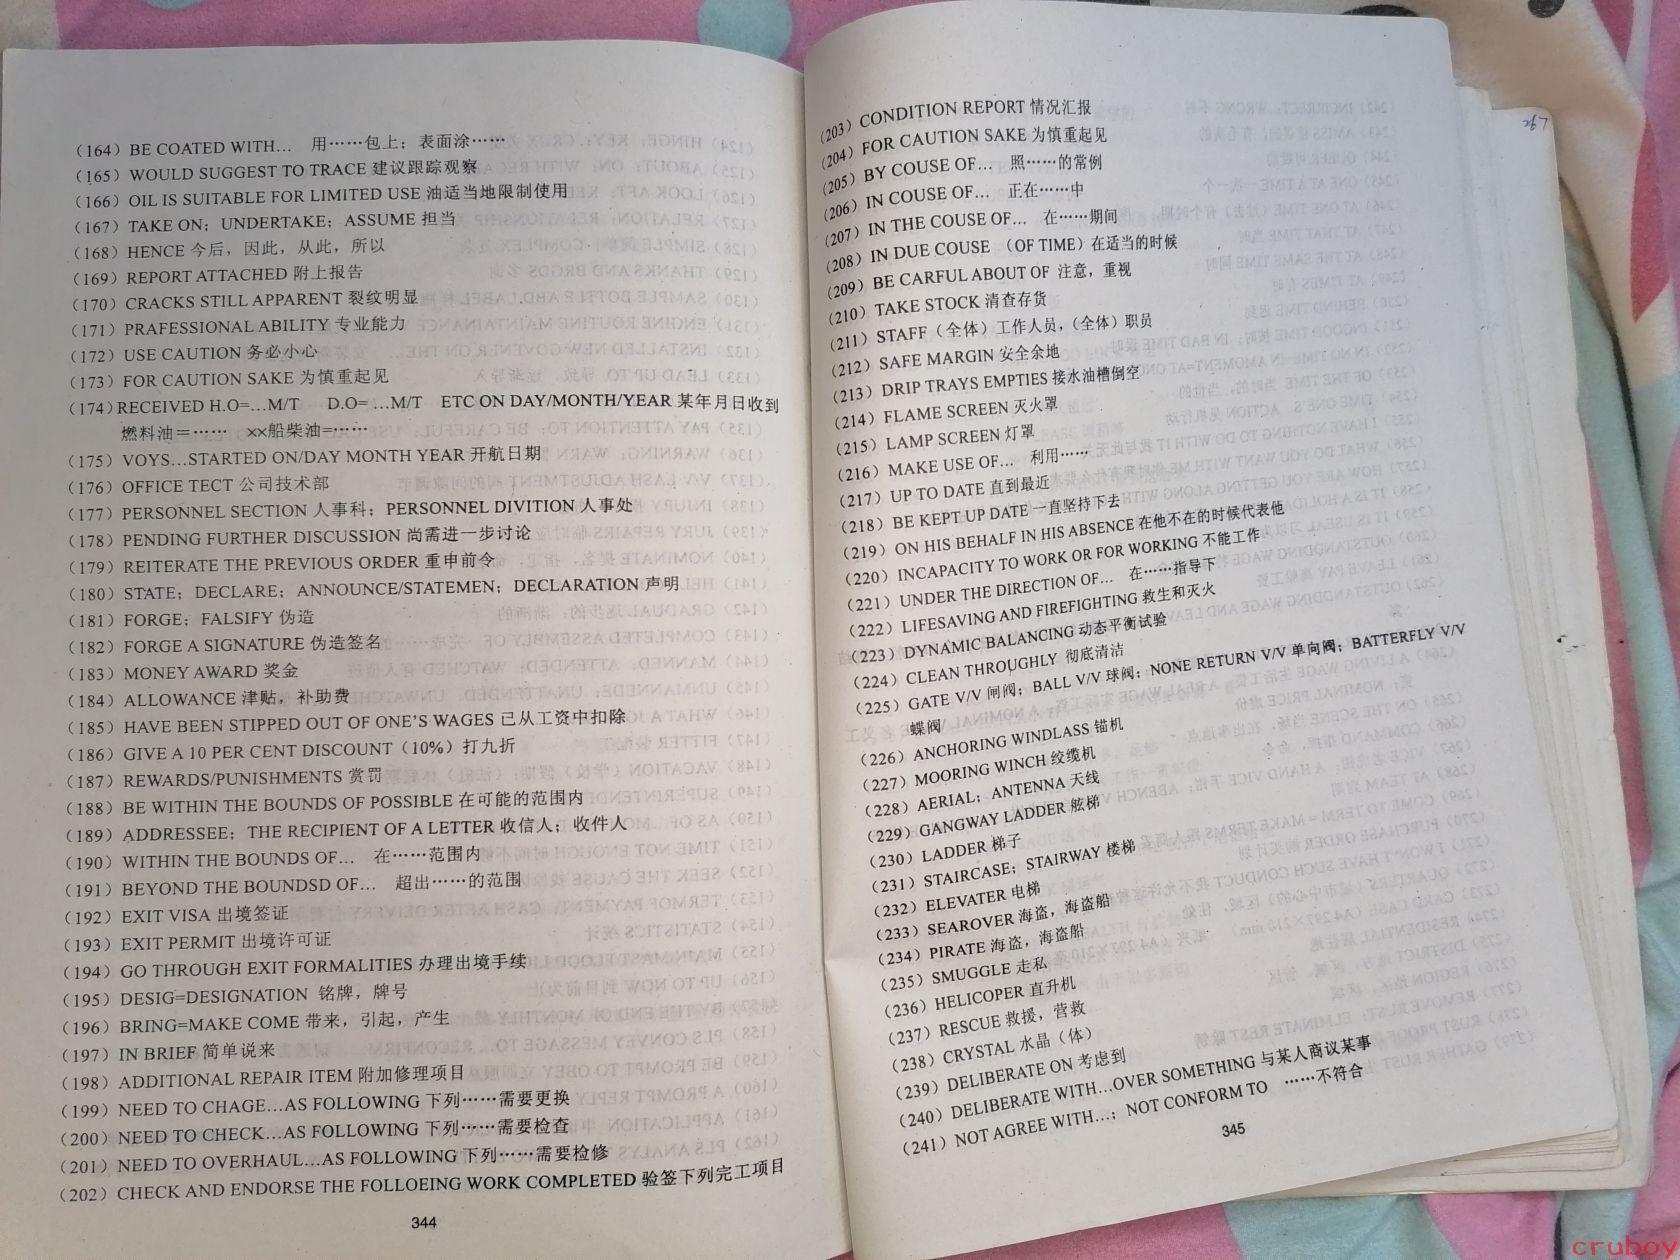 (164) BE COATED WITH… 用……包上；表面涂……
(165) WOULD SUGGEST TO TRACE 建议跟踪观察
(166) OIL IS SUITABLE FOR LIMITED USE 油适当地限制使用
(167) TAKE ON；UNDERTAKE；ASSUME 担当
(168) HENCE 今后，因此，从此，所以
(169) REPORT ATTACHED 附上报告
(170) CRACKS STILL APPARENT 裂纹明显
(171) PRAFESSIONAL ABILITY 专业能力
(172) USE CAUTION 务必小心
(173) FOR CAUTION SAKE 为慎重起见
(174) RECEIVED H.O=…M/T D.O= …M/T ETC ON DAY/MONTH/YEAR 某年月日收到
燃料油＝…… ××船柴油=……
(175) VOYS…STARTED ON/DAY MONTH YEAR 开航日期
(176) OFFICE TECT 公司技术部
(177) PERSONNEL SECTION 人事科；PERSONNEL DIVITION 人事处
(178) PENDING FURTHER DISCUSSION 尚需进一步讨论
(179) REITERATE THE PREVIOUS ORDER 重申前令
(180) STATE；DECLARE；ANNOUNCE/STATEMEN；DECLARATION 声明
(181) FORGE；FALSIFY 伪造
(182) FORGE A SIGNATURE 伪造签名
(183) MONEY AWARD 奖金
(184) ALLOWANCE 津贴，补助费
(185) HAVE BEEN STIPPED OUT OF ONE'S WAGES 已从工资中扣除
(186) GIVE A 10 PER CENT DISCOUNT（10%）打九折
(187) REWARDS/PUNISHMENTS 赏罚
(188) BE WITHIN THE BOUNDS OF POSSIBLE 在可能的范围内
(189) ADDRESSEE；THE RECIPIENT OF A LETTER 收信人；收件人
(190) WITHIN THE BOUNDS OF… 在……范围内
(191) BEYOND THE BOUNDSD OF… 超出……的范围
(192) EXIT VISA 出境签证
(193) EXIT PERMIT 出境许可证
(194) GO THROUGH EXIT FORMALITIES 办理出境手续
(195) DESIG=DESIGNATION 铭牌，牌号
(196) BRING=MAKE COME 带来，引起，产生
(197) IN BRIEF 简单说来
(198) ADDITIONAL REPAIR ITEM 附加修理项目
(199) NEED TO CHAGE…AS FOLLOWING 下列……需要更换
(200) NEED TO CHECK…AS FOLLOWING 下列……需要检查
(201) NEED TO OVERHAUL…AS FOLLOWING 下列……需要检修
(202) CHECK AND ENDORSE THE FOLLOEING WORK COMPLETED 验签下列完工项目
344
(203) CONDITION REPORT 情况汇报
(204) FOR CAUTION SAKE 为慎重起见
(205) BY COUSE OF… 照……的常例
(206) IN COUSE OF… 正在……中
(207) IN THE COUSE OF… 在……期间
(208) IN DUE COUSE （OF TIME）在适当的时候
(209) BE CARFUL ABOUT OF 注意，重视
(210) TAKE STOCK 清查存货
(211) STAFF（全体）工作人员，（全体）职员
(212) SAFE MARGIN 安全余地
(213) DRIP TRAYS EMPTIES 接水油槽倒空
(214) FLAME SCREEN 灭火罩
(215) LAMP SCREEN 灯罩
(216) MAKE USE OF… 利用……
(217) UP TO DATE 直到最近
(218) BE KEPT UP DATE 一直坚持下去
(219) ON HIS BEHALF IN HIS ABSENCE 在他不在的时候代表他
(220) INCAPACITY TO WORK OR FOR WORKING 不能工作
(221) UNDER THE DIRECTION OF… 在……指导下
(222) LIFESAVING AND FIREFIGHTING 救生和灭火
(223) DYNAMIC BALANCING 动态平衡试验
(224) CLEAN THROUGHLY 彻底清洁
(225) GATE V/V 闸阀；BALL V/V 球阀；NONE RETURN V/V 单向阀；BATTERFLY V/V
蝶阀
(226) ANCHORING WINDLASS 锚机
(227) MOORING WINCH 绞缆机
(228) AERIAL；ANTENNA 天线
(229) GANGWAY LADDER 舷梯
(230) LADDER 梯子
(231) STAIRCASE；STAIRWAY 楼梯
(232) ELEVATER 电梯
(233) SEAROVER 海盗，海盗船
(234) PIRATE 海盗，海盗船
(235) SMUGGLE 走私
(236) HELICOPER 直升机
(237) RESCUE 救援，营救
(238) CRYSTAL 水晶（体）
(239) DELIBERATE ON 考虑到
(240) DELIBERATE WITH…OVER SOMETHING 与某人商议某事
(241) NOT AGREE WITH…；NOT CONFORM TO ……不符合
345
267
cruboy